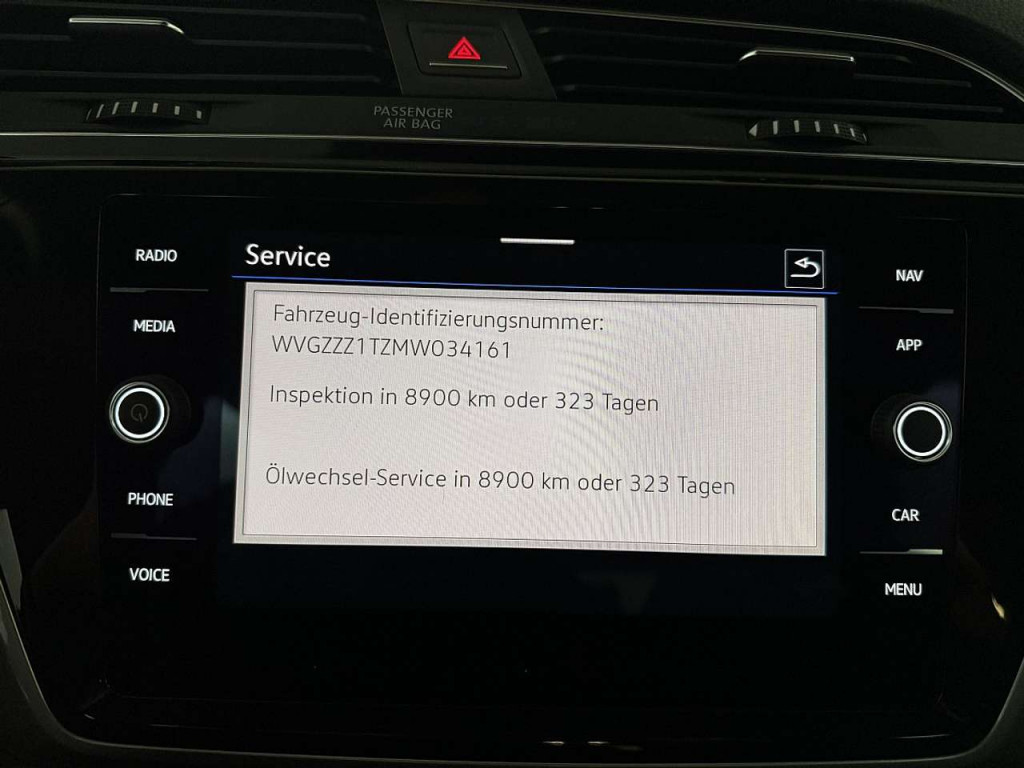 PASSENGER
AIR BAG
RADIO
MEDIA
PHONE
VOICE
Service
Fahrzeug-Identifizierungsnummer:
WVGZZZ1TZMW034161
Inspektion in 8900 km oder 323 Tagen
Ölwechsel-Service in 8900 km oder 323 Tagen
NAV
APP
CAR
MENU